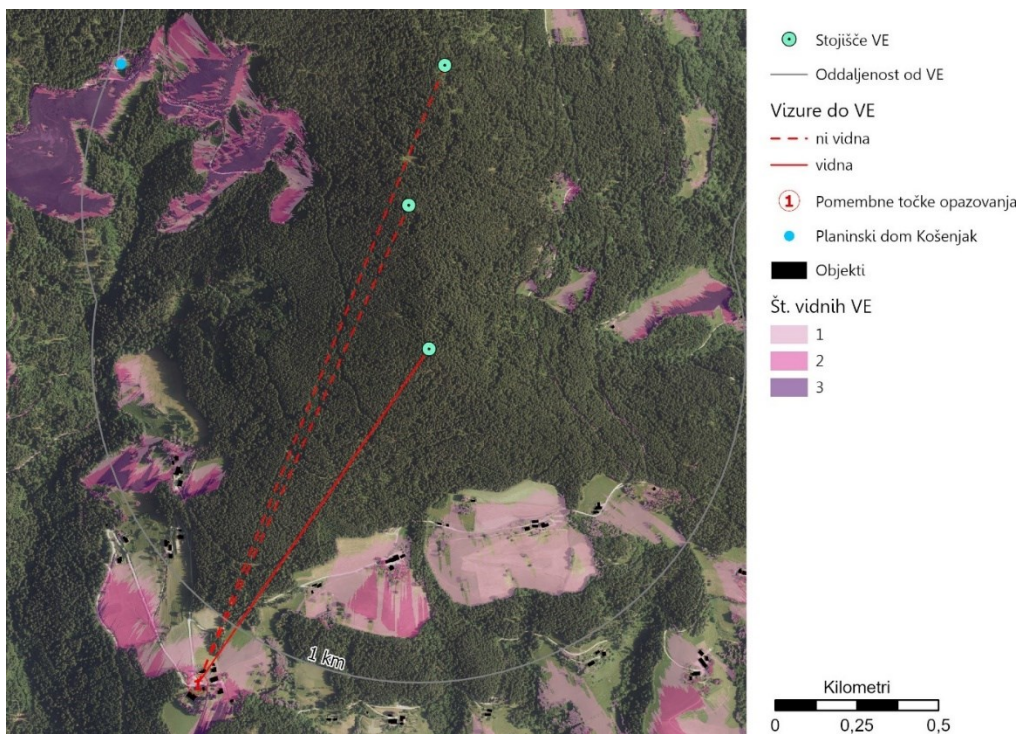 Stojišče VE
Oddaljenost od VE
Vizure do VE
ni vidna
vidna
1
Pomembne točke opazovanja
Planinski dom Košenjak
Objekti
Št. vidnih VE
1
2
3
1 km
1
Kilometri
0
0,25
0,5